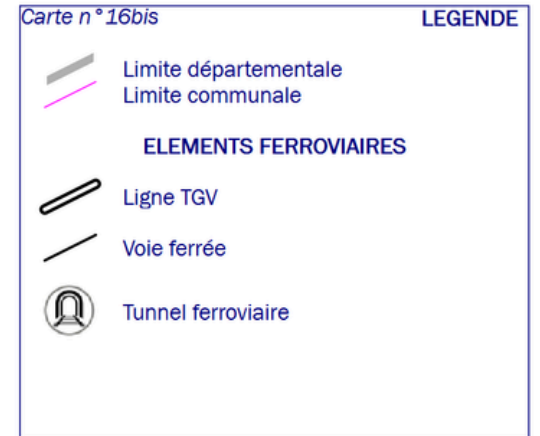 Carte n°16bis LEGENDE
Limite départementale
Limite communale
ELEMENTS FERROVIAIRES
Ligne TGV
Voie ferrée
Tunnel ferroviaire